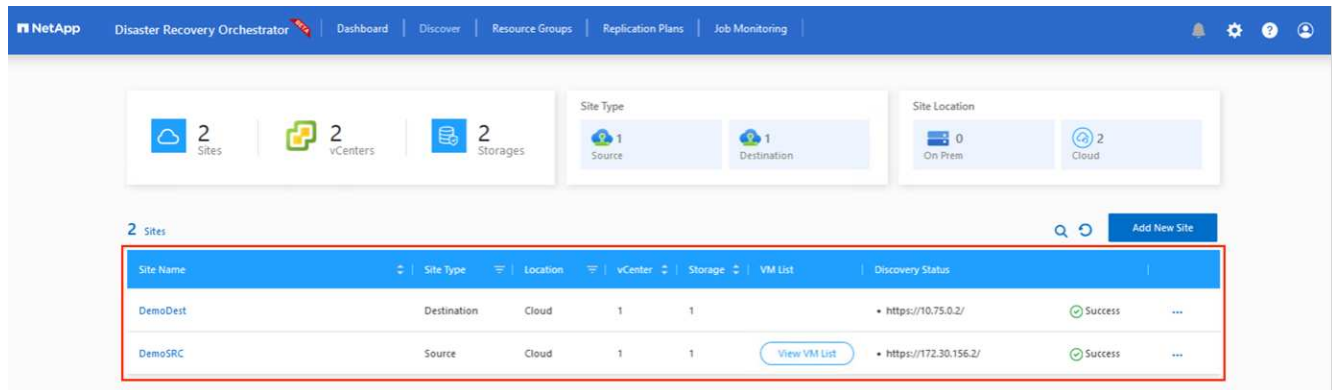 NetApp Disaster Recovery Orchestrator Dashboard Discover Resource Groups Replication Plans Job Monitoring
2 Sites
2 vCenters
2 Storages
Site Type
1 Source
1 Destination
Site Location
0 On Prem
2 Cloud
2 Sites
Add New Site
Site Name Site Type Location vCenter Storage VM List Discovery Status
DemoDest Destination Cloud 1 1 • https://10.75.0.2/ Success ...
DemoSRC Source Cloud 1 1 View VM List • https://172.30.156.2/ Success ...